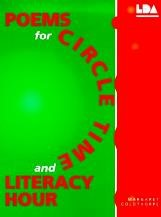 LDA
POEMS
for
CIRCLE TIME
and
LITERACY
HOUR
MARGARET
GOLDTHORPE